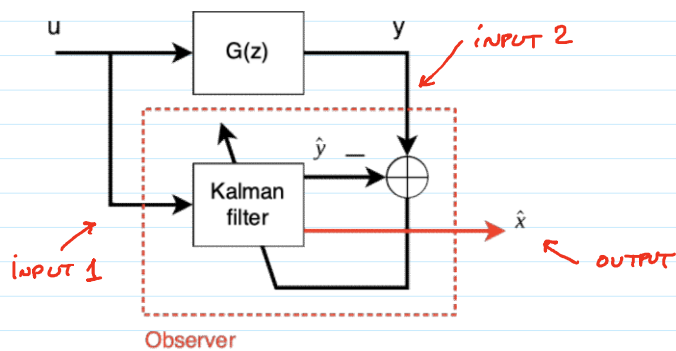 u
G(z)
y
INPUT 2
ŷ
–
Kalman
filter
x̂
INPUT 1
OUTPUT
Observer